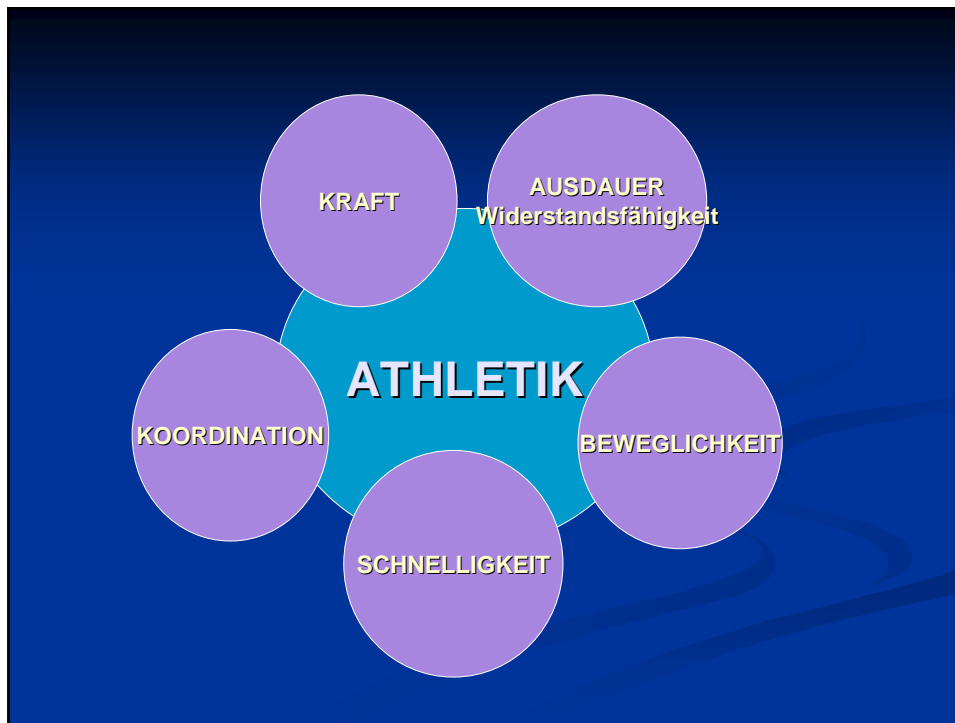 KRAFT
AUSDAUER
Widerstandsfähigkeit
ATHLETIK
KOORDINATION
BEWEGLICHKEIT
SCHNELLIGKEIT